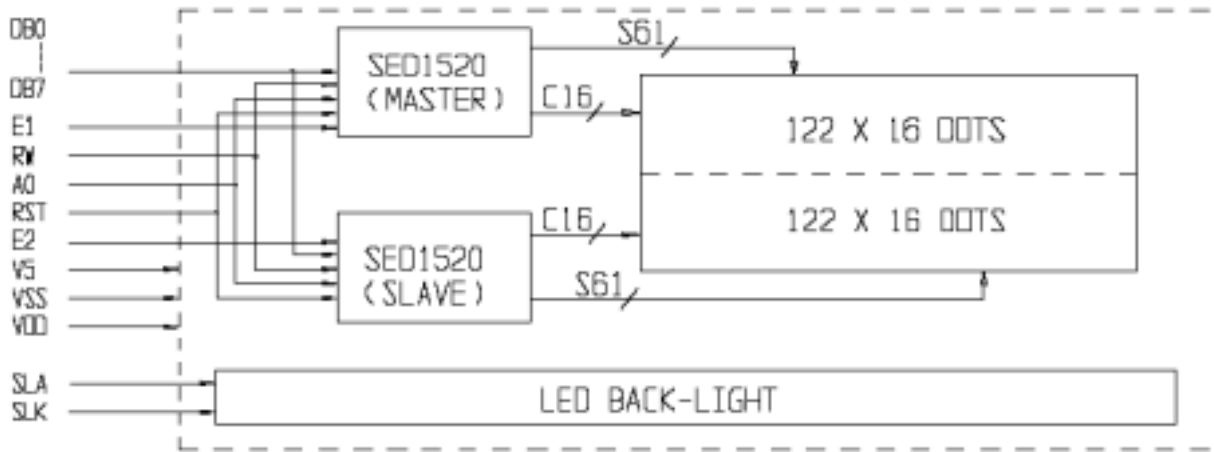 DB0
DB7
E1
RW
A0
RST
E2
V5
VSS
VDD
SLA
SLK
SED1520
(MASTER)
SED1520
(SLAVE)
S61
C16
C16
S61
122 X 16 DOTS
122 X 16 DOTS
LED BACK-LIGHT